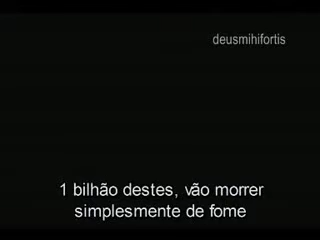 deusmihifortis
1 bilhão destes, vão morrer
simplesmente de fome